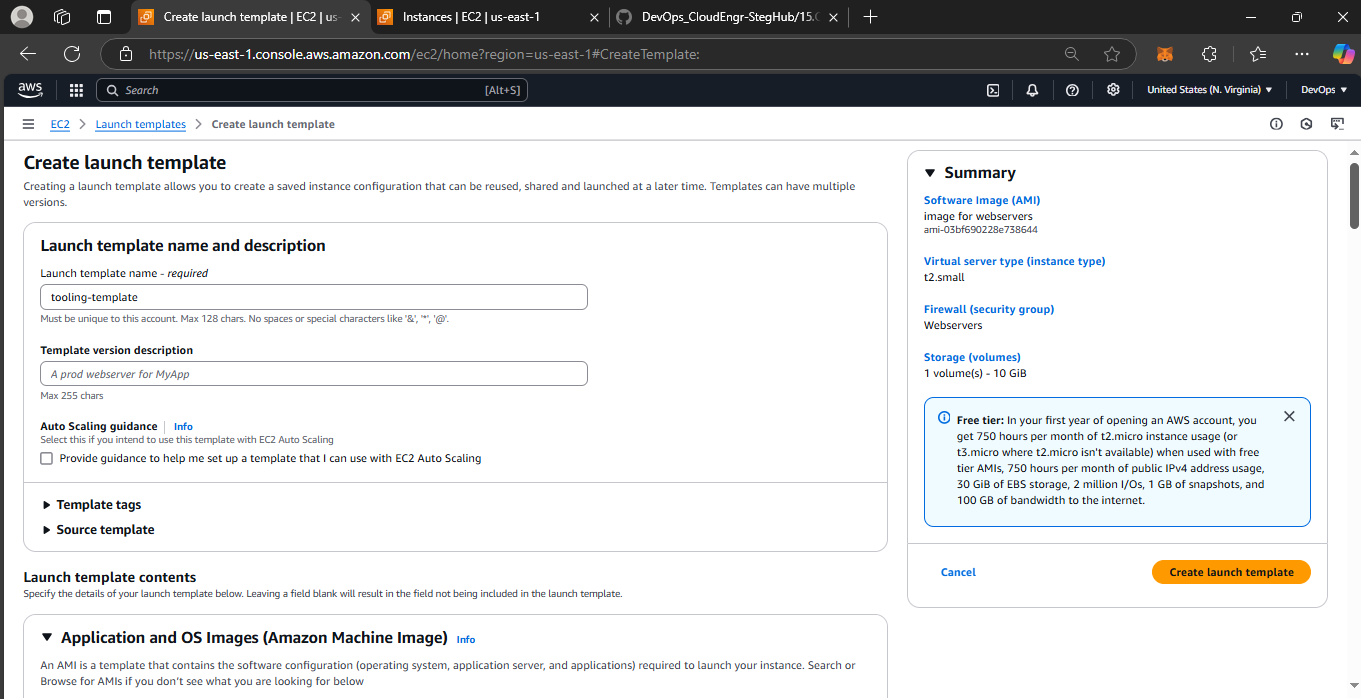 Create launch template | EC2 | us-
Instances | EC2 | us-east-1
DevOps_CloudEngr-StegHub/15.
https://us-east-1.console.aws.amazon.com/ec2/home?region=us-east-1#CreateTemplate:
aws
Search
[Alt+S]
United States (N. Virginia)
DevOps
EC2
Launch templates
Create launch template
Create launch template
Creating a launch template allows you to create a saved instance configuration that can be reused, shared and launched at a later time. Templates can have multiple
versions.
Launch template name and description
Launch template name - required
tooling-template
Must be unique to this account. Max 128 chars. No spaces or special characters like '&', '*', '@'.
Template version description
A prod webserver for MyApp
Max 255 chars
Auto Scaling guidance
Info
Select this if you intend to use this template with EC2 Auto Scaling
Provide guidance to help me set up a template that I can use with EC2 Auto Scaling
Template tags
Source template
Launch template contents
Specify the details of your launch template below. Leaving a field blank will result in the field not being included in the launch template.
Application and OS Images (Amazon Machine Image)
Info
An AMI is a template that contains the software configuration (operating system, application server, and applications) required to launch your instance. Search or
Browse for AMIs if you don't see what you are looking for below
Summary
Software Image (AMI)
image for webservers
ami-03bf690228e738644
Virtual server type (instance type)
t2.small
Firewall (security group)
Webservers
Storage (volumes)
1 volume(s) - 10 GiB
Free tier: In your first year of opening an AWS account, you
get 750 hours per month of t2.micro instance usage (or
t3.micro where t2.micro isn't available) when used with free
tier AMIs, 750 hours per month of public IPv4 address usage,
30 GiB of EBS storage, 2 million I/Os, 1 GB of snapshots, and
100 GB of bandwidth to the internet.
Cancel
Create launch template